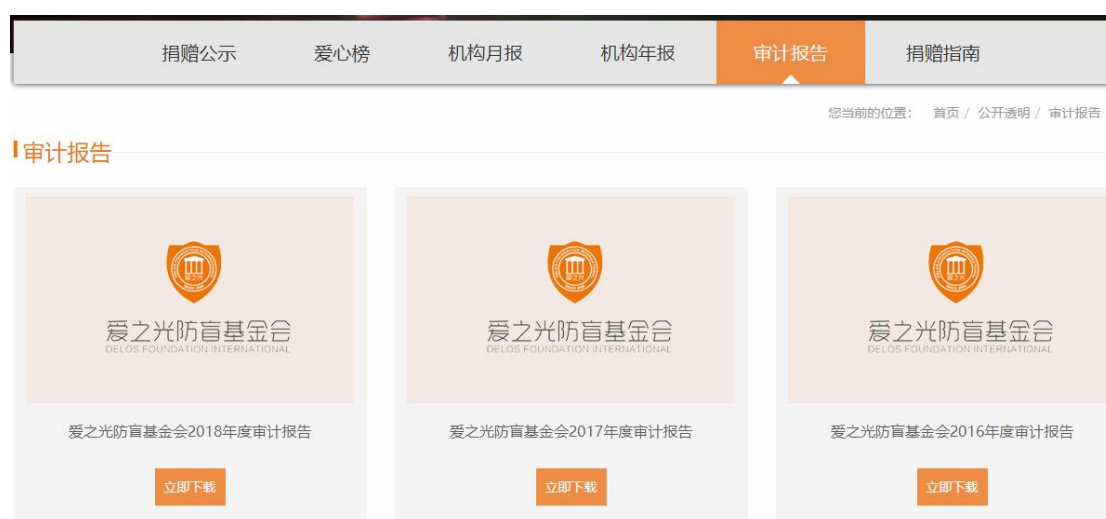 捐赠公示 爱心榜 机构月报 机构年报 审计报告 捐赠指南
您当前的位置： 首页 / 公开透明 / 审计报告
审计报告
爱之光防盲基金会 爱之光防盲基金会 爱之光防盲基金会
DELOS FOUNDATION INTERNATIONAL DELOS FOUNDATION INTERNATIONAL DELOS FOUNDATION INTERNATIONAL
爱之光防盲基金会2018年度审计报告 爱之光防盲基金会2017年度审计报告 爱之光防盲基金会2016年度审计报告
立即下载 立即下载 立即下载